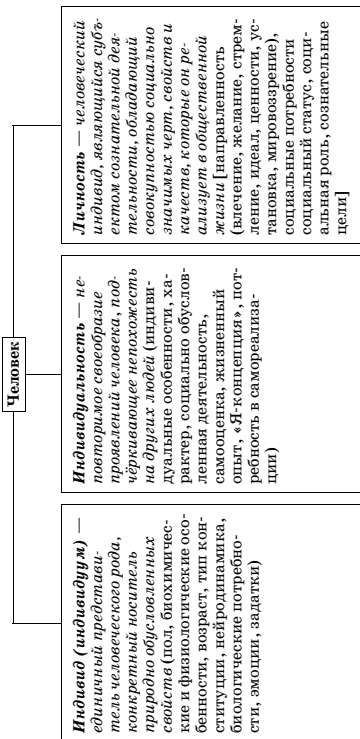 Человек
Индивид (индивидуум) —
единичный представи-
тель человеческого рода,
конкретный носитель
природно обусловленных
свойств (пол, биохимичес-
кие и физиологические осо-
бенности, возраст, тип кон-
ституции, нейродинамика,
биологические потребно-
сти, эмоции, задатки)
Индивидуальность — не-
повторимое своеобразие
проявлений человека, под-
чёркивающее непохожесть
на других людей (индиви-
дуальные особенности, ха-
рактер, социально обуслов-
ленная деятельность,
самооценка, жизненный
опыт, «Я-концепция», пот-
ребность в самореализа-
ции)
Личность — человеческий
индивид, являющийся субъ-
ектом сознательной дея-
тельности, обладающий
совокупностью социально
значимых черт, свойств и
качеств, которые он ре-
ализует в общественной
жизни [направленность
(влечение, желание, стрем-
ление, идеал, ценности, ус-
тановка, мировоззрение),
социальные потребности
социальный статус, соци-
альная роль, сознательные
цели]